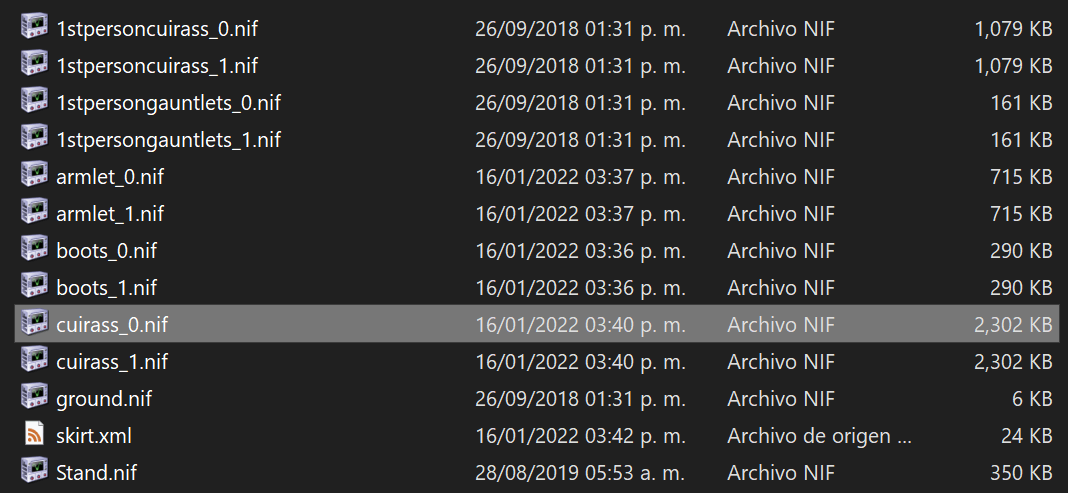 1stpersoncuirass_0.nif 26/09/2018 01:31 p. m. Archivo NIF 1,079 KB
1stpersoncuirass_1.nif 26/09/2018 01:31 p. m. Archivo NIF 1,079 KB
1stpersongauntlets_0.nif 26/09/2018 01:31 p. m. Archivo NIF 161 KB
1stpersongauntlets_1.nif 26/09/2018 01:31 p. m. Archivo NIF 161 KB
armlet_0.nif 16/01/2022 03:37 p. m. Archivo NIF 715 KB
armlet_1.nif 16/01/2022 03:37 p. m. Archivo NIF 715 KB
boots_0.nif 16/01/2022 03:36 p. m. Archivo NIF 290 KB
boots_1.nif 16/01/2022 03:36 p. m. Archivo NIF 290 KB
cuirass_0.nif 16/01/2022 03:40 p. m. Archivo NIF 2,302 KB
cuirass_1.nif 16/01/2022 03:40 p. m. Archivo NIF 2,302 KB
ground.nif 26/09/2018 01:31 p. m. Archivo NIF 6 KB
skirt.xml 16/01/2022 03:42 p. m. Archivo de origen ... 24 KB
Stand.nif 28/08/2019 05:53 a. m. Archivo NIF 350 KB